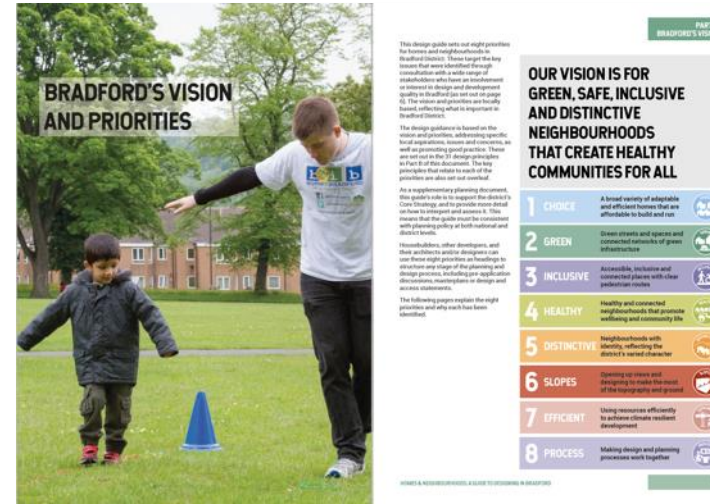 BRADFORD'S VISION
AND PRIORITIES
This design guide sets out eight priorities
for homes and neighbourhoods in
Bradford District. These target the key
issues that were identified through
consultation with a wide range of
stakeholders who have an involvement
or interest in design and development
quality in Bradford (as set out on page
6). The vision and priorities are locally
based, reflecting what is important in
Bradford District.
The design guidance is based on the
vision and priorities, addressing specific
local aspirations, issues and concerns, as
well as promoting good practice. These
are set out in the 31 design principles
in Part B of this document. The key
principles that relate to each of the
priorities are also set out overleaf.
As a supplementary planning document,
this guide's role is to support the district's
Core Strategy, and to provide more detail
on how to interpret and assess it. This
means that the guide must be consistent
with planning policy at both national and
district levels.
Housebuilders, other developers, and
their architects and/or designers can
use these eight priorities as headings to
structure any stage of the planning and
design process, including pre-application
discussions, masterplans or design and
access statements.
The following pages explain the eight
priorities and why each has been
identified.
PART
BRADFORD'S VISI
OUR VISION IS FOR
GREEN, SAFE, INCLUSIVE
AND DISTINCTIVE
NEIGHBOURHOODS
THAT CREATE HEALTHY
COMMUNITIES FOR ALL
1 CHOICE
A broad variety of adaptable
and efficient homes that are
affordable to build and run
2 GREEN
Green streets and spaces and
connected networks of green
infrastructure
3 INCLUSIVE
Accessible, inclusive and
connected places with clear
pedestrian routes
4 HEALTHY
Healthy and connected
neighbourhoods that promote
wellbeing and community life
5 DISTINCTIVE
Neighbourhoods with
identity, reflecting the
district's varied character
6 SLOPES
Opening up views and
designing to make the most
of the topography and ground
7 EFFICIENT
Using resources efficiently
to achieve climate resilient
development
8 PROCESS
Making design and planning
processes work together
HOMES & NEIGHBOURHOODS: A GUIDE TO DESIGNING IN BRADFORD